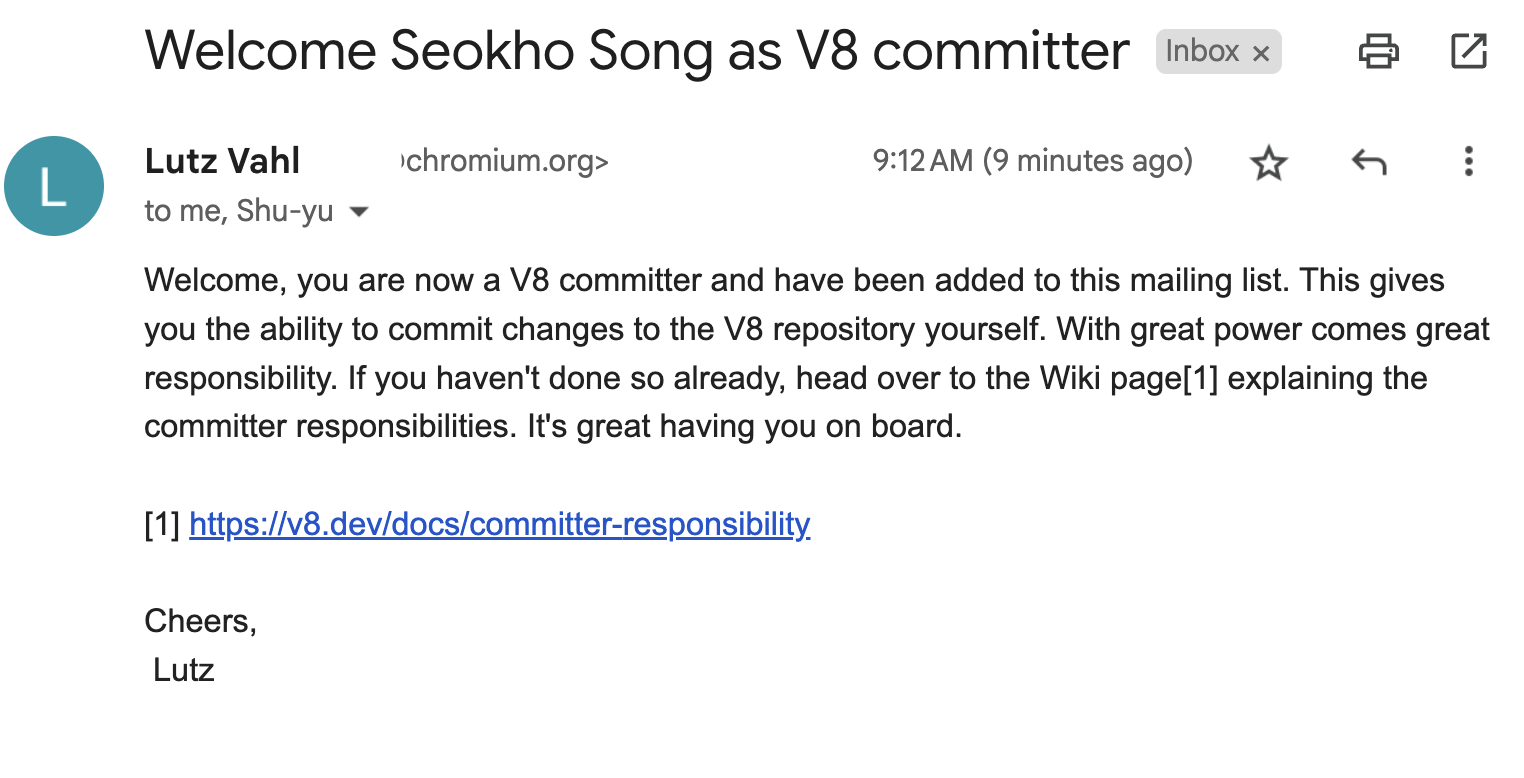 Welcome Seokho Song as V8 committer Inbox ×
Lutz Vahl chromium.org> 9:12 AM (9 minutes ago)
L
to me, Shu-yu
Welcome, you are now a V8 committer and have been added to this mailing list. This gives
you the ability to commit changes to the V8 repository yourself. With great power comes great
responsibility. If you haven't done so already, head over to the Wiki page[1] explaining the
committer responsibilities. It's great having you on board.
[1] https://v8.dev/docs/committer-responsibility
Cheers,
Lutz